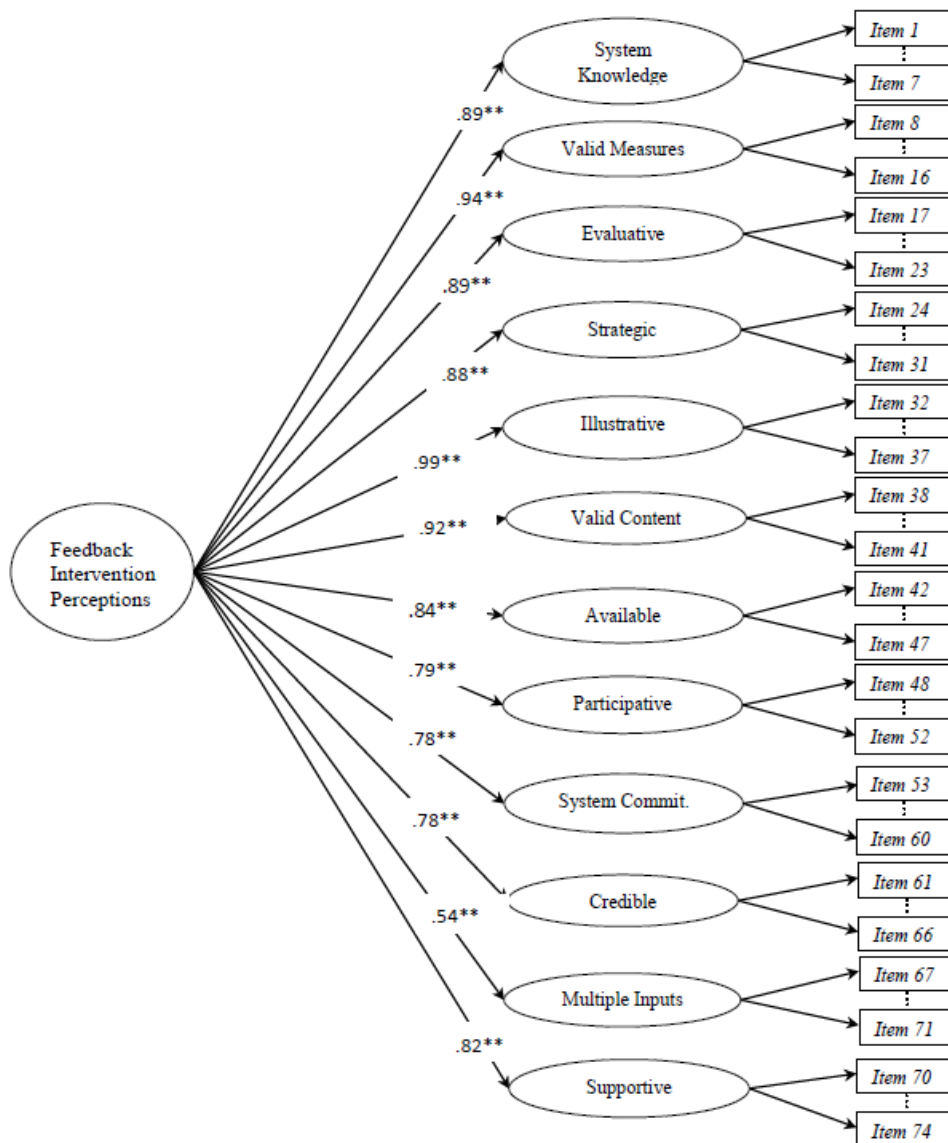 System
Knowledge
Item 1
Item 7
.89**
Valid Measures
Item 8
Item 16
.94**
Evaluative
Item 17
Item 23
.89**
Strategic
Item 24
Item 31
.88**
Illustrative
Item 32
Item 37
.99**
Valid Content
Item 38
Item 41
.92**
Feedback
Intervention
Perceptions
Available
Item 42
Item 47
.84**
Participative
Item 48
Item 52
.79**
System Commit.
Item 53
Item 60
.78**
Credible
Item 61
Item 66
.78**
Multiple Inputs
Item 67
Item 71
.54**
Supportive
Item 70
Item 74
.82**